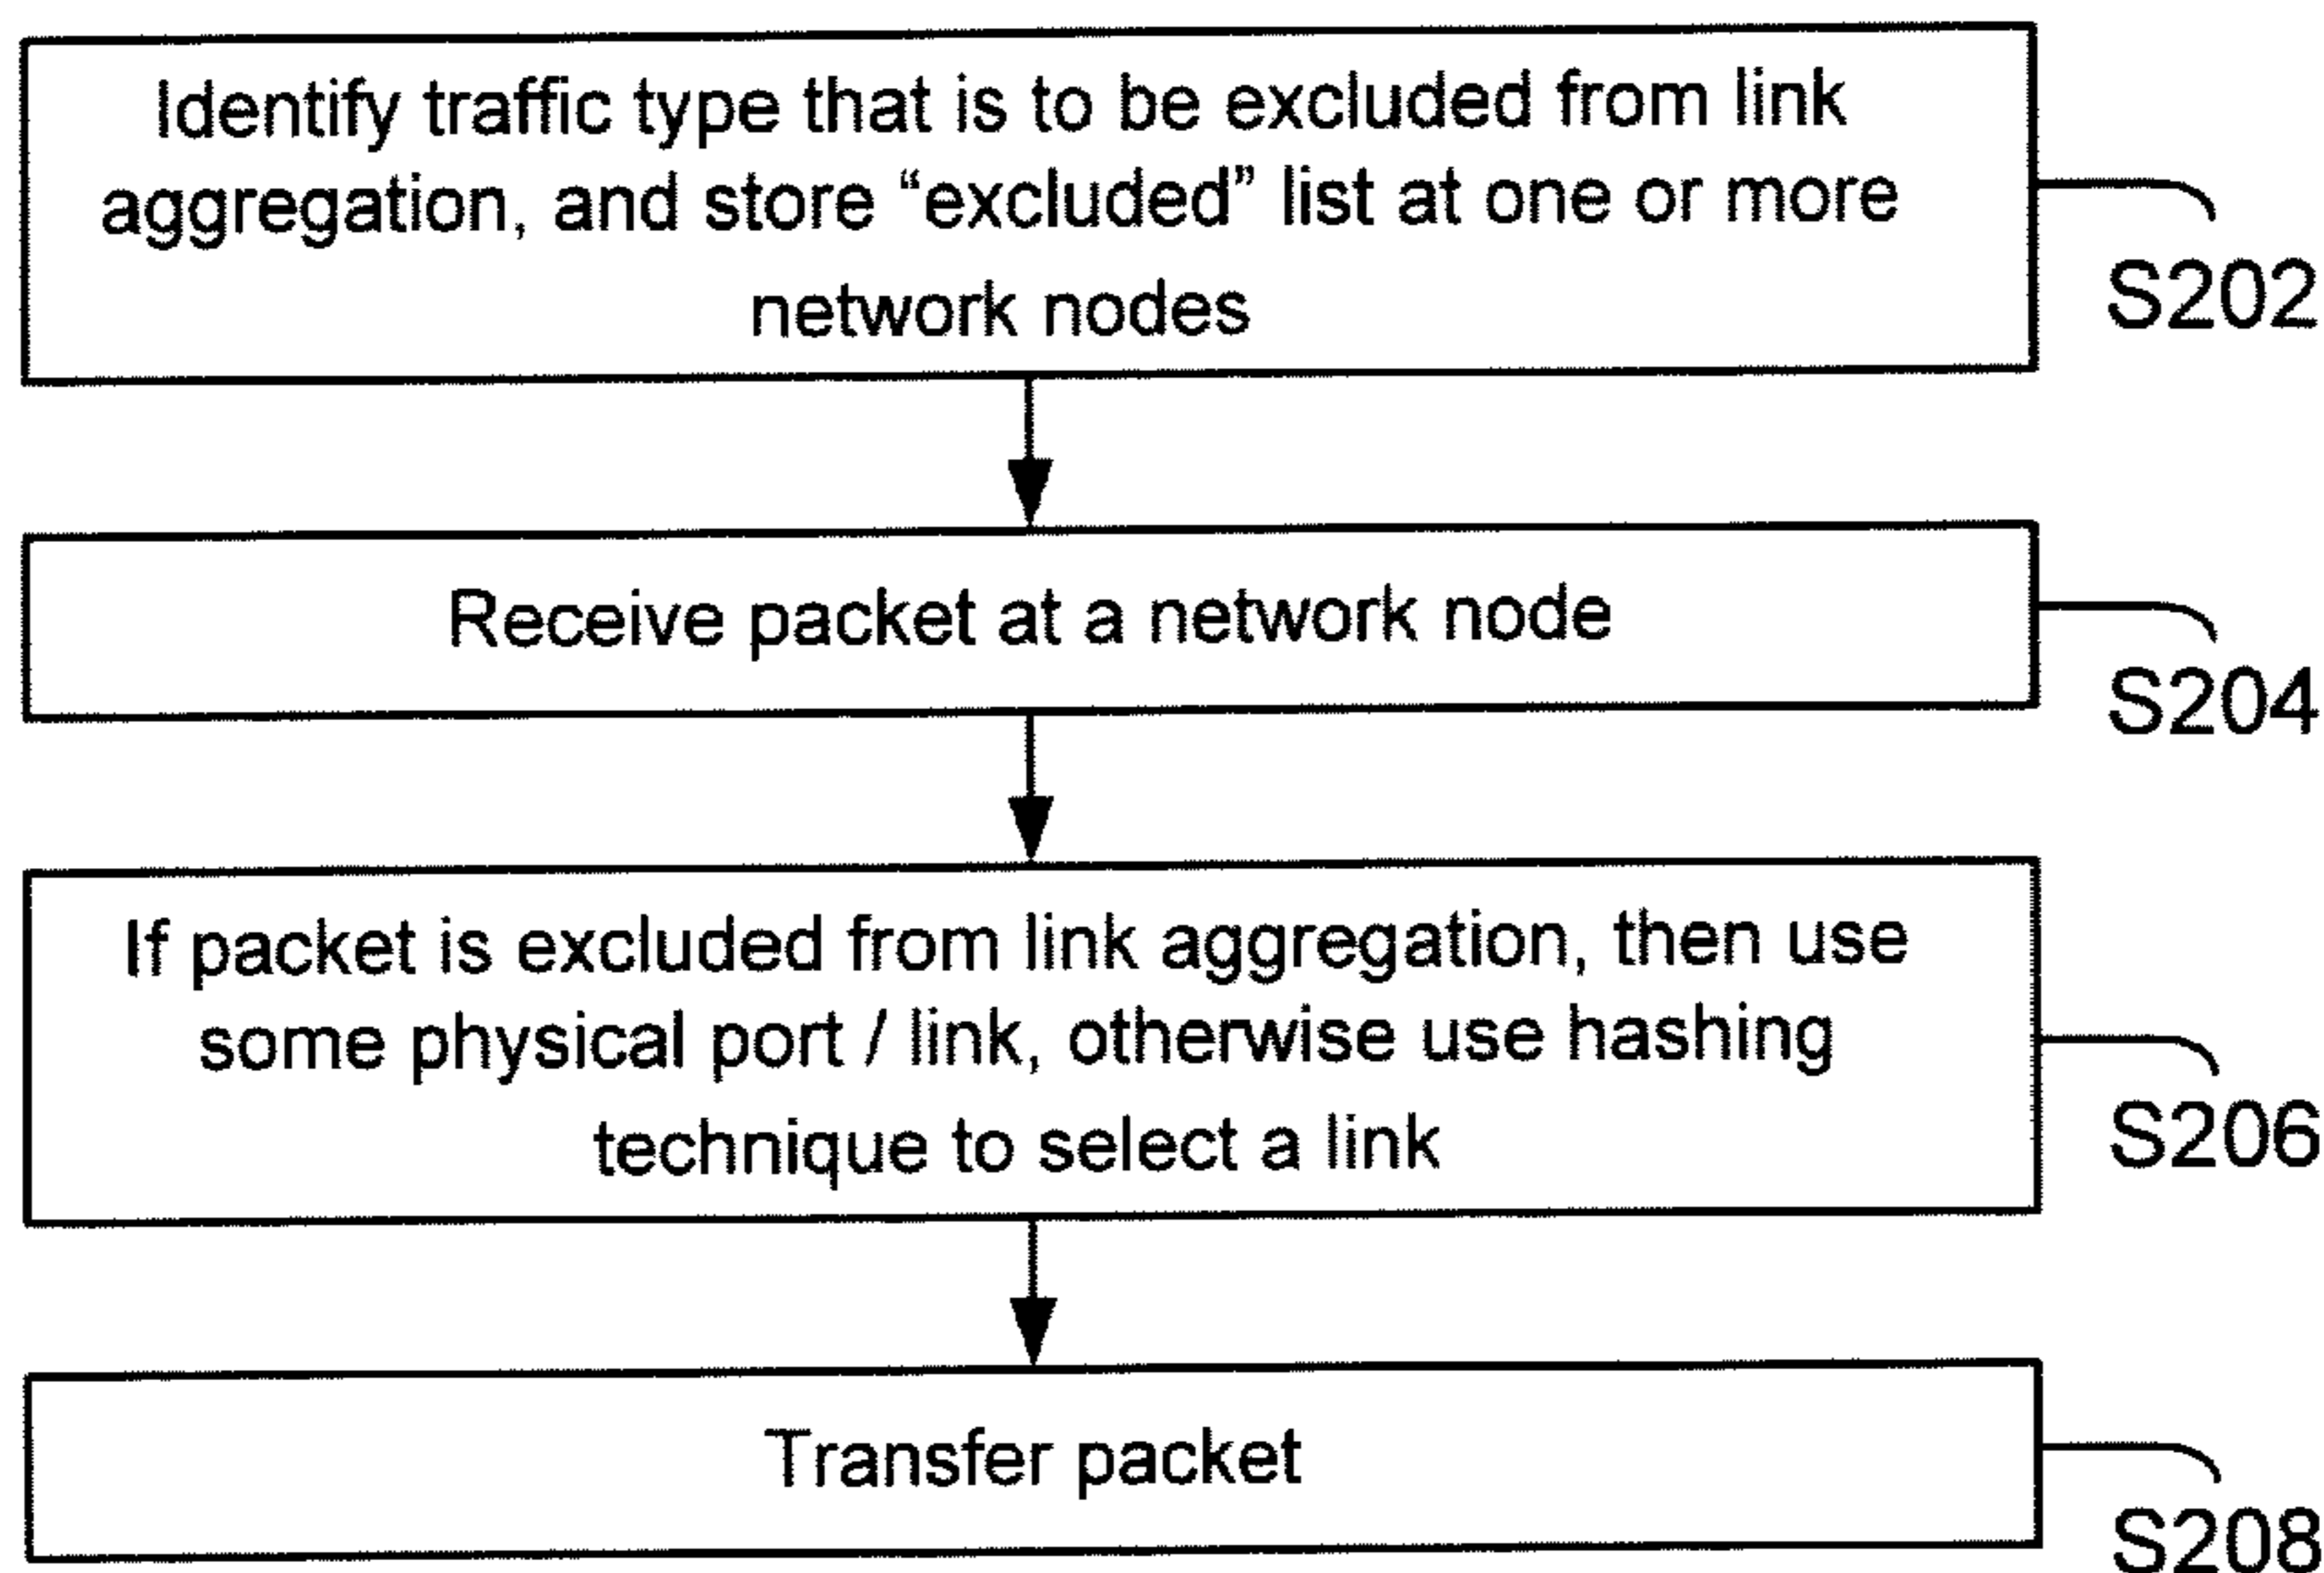 Identify traffic type that is to be excluded from link
aggregation, and store “excluded” list at one or more
network nodes
S202
Receive packet at a network node
S204
If packet is excluded from link aggregation, then use
some physical port / link, otherwise use hashing
technique to select a link
S206
Transfer packet
S208